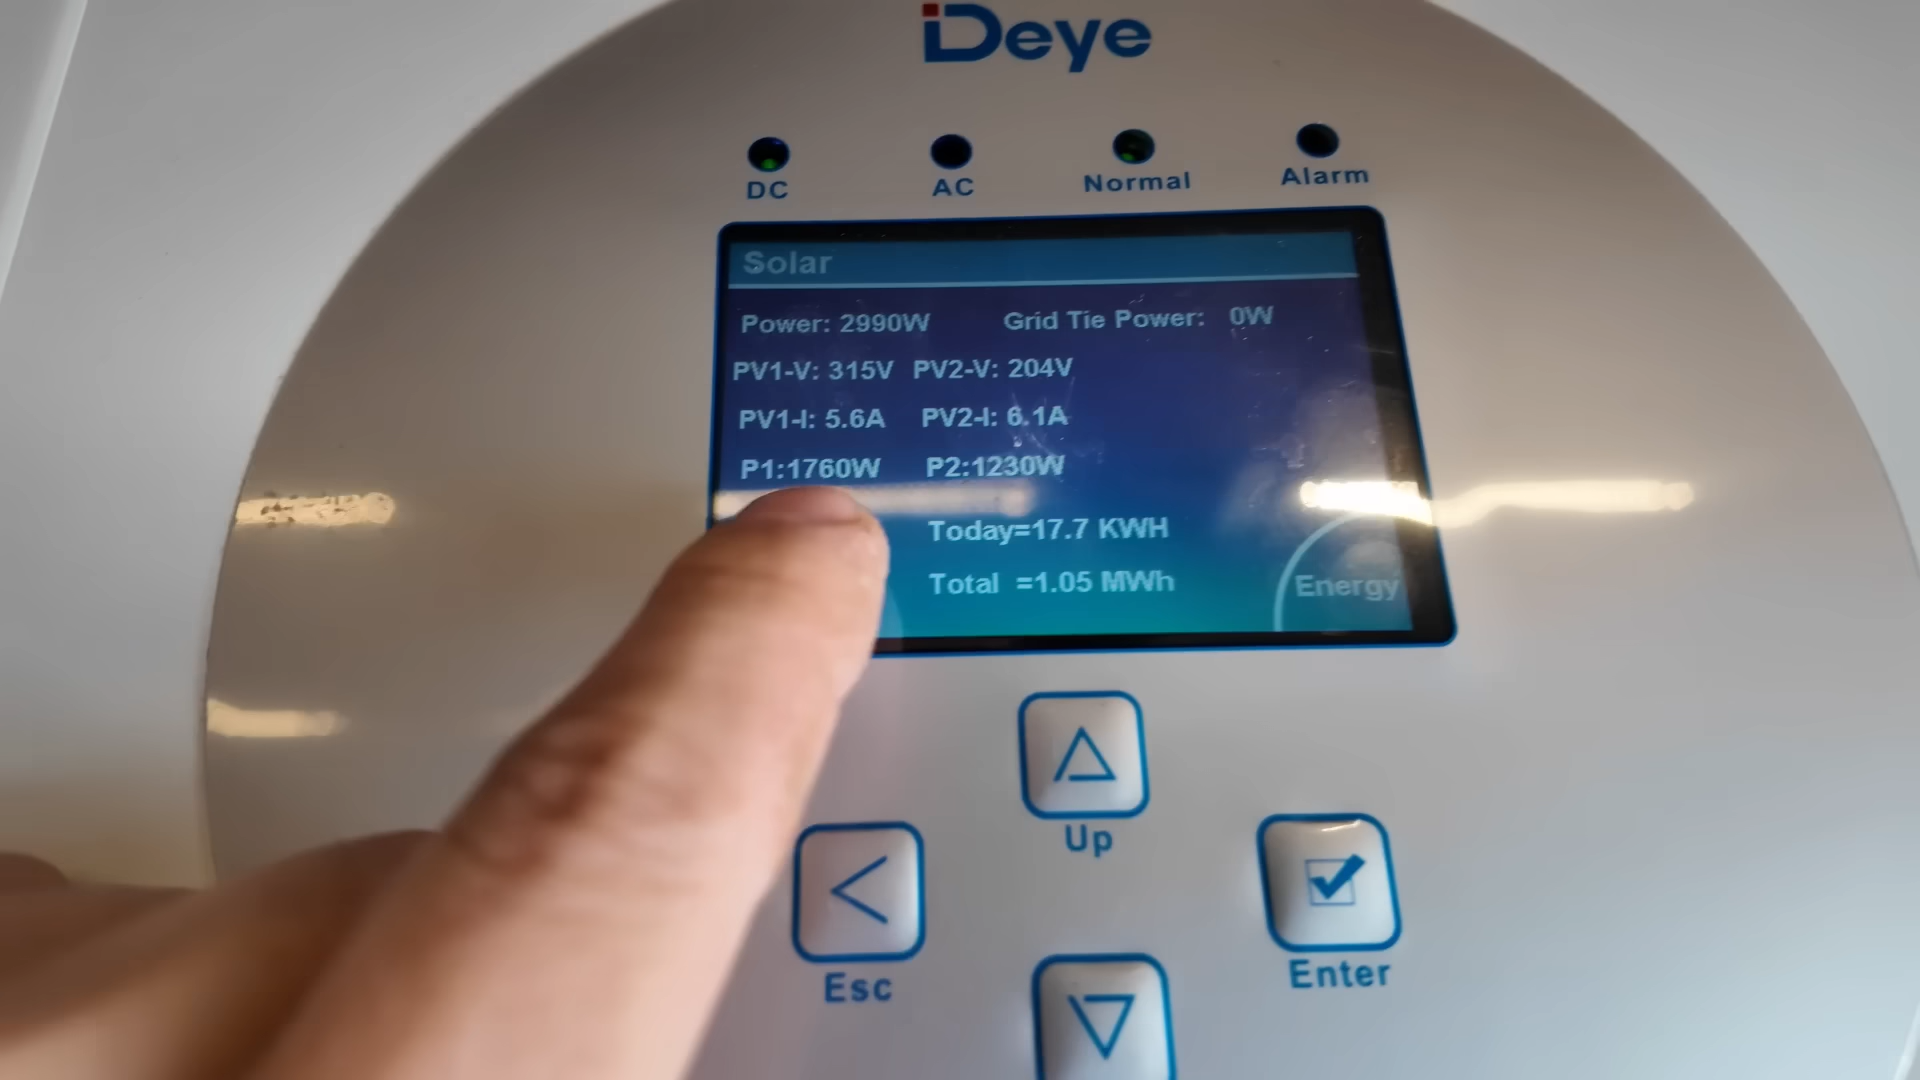 Deye
DC AC Normal Alarm
Solar
Power: 2990W Grid Tie Power: 0W
PV1-V: 315V PV2-V: 204V
PV1-I: 5.6A PV2-I: 6.1A
P1:1760W P2:1230W
Today=17.7 KWH
Total =1.05 MWh
Energy
Up
Esc
Enter